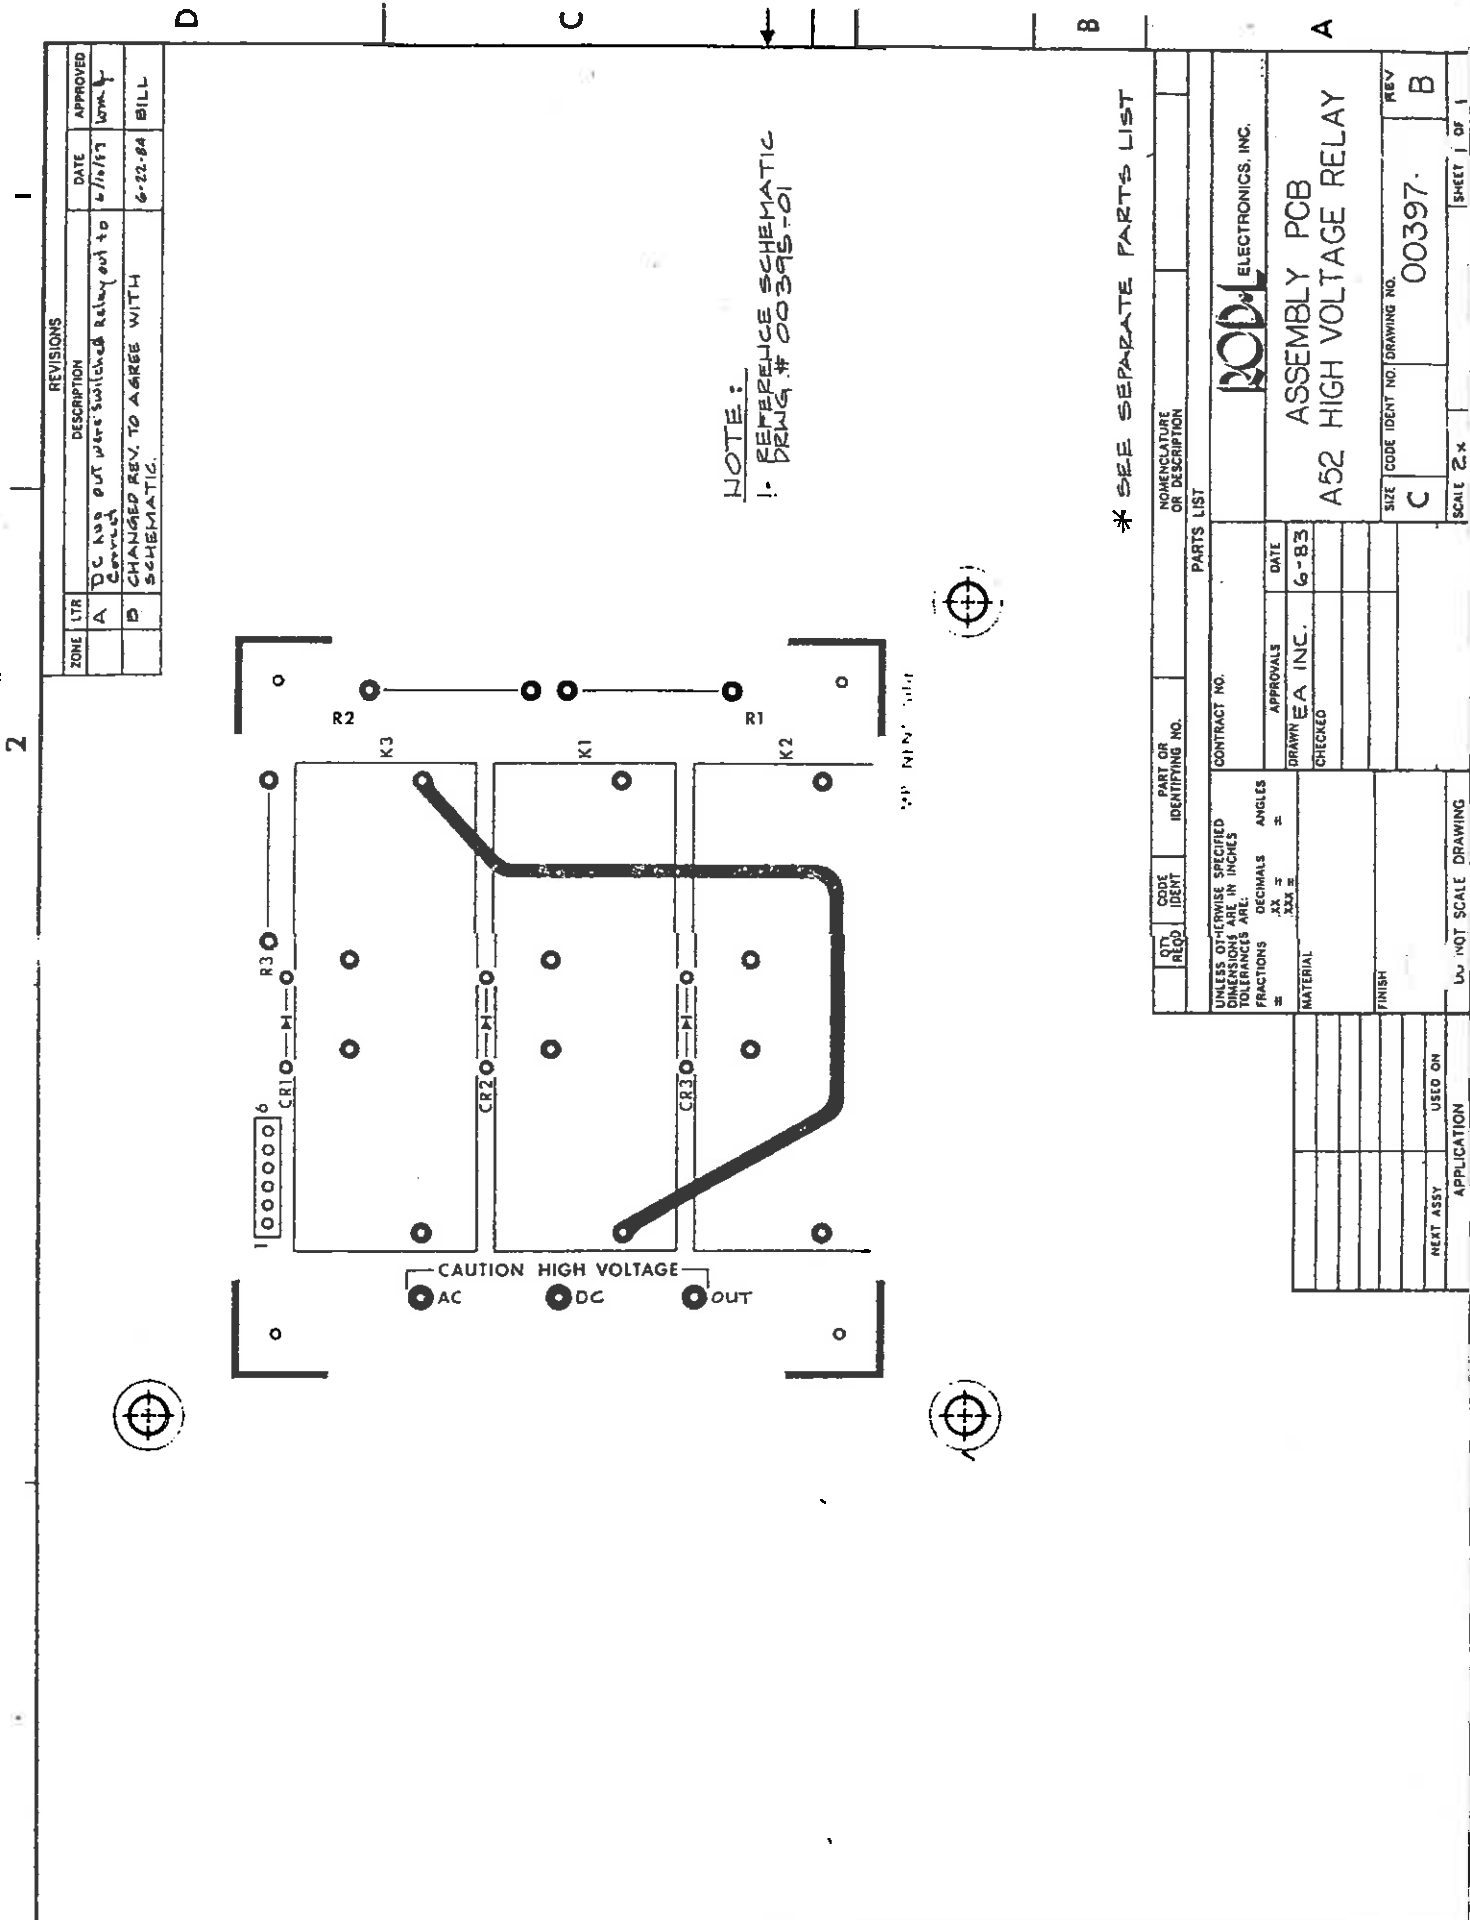 D
C
B
A
1
2
REVISIONS
ZONE LTR DESCRIPTION DATE APPROVED
A DC AND OUT were switched Relay out to
Correct
B CHANGED REV. TO AGREE WITH 6-22-84 BILL
SCHEMATIC.
NOTE:
1. REFERENCE SCHEMATIC
DRWG.# 00395-01
* SEE SEPARATE PARTS LIST
R2
R1
K3
K1
K2
R3
CR1
CR2
CR3
1
6
CAUTION HIGH VOLTAGE
AC
DC
OUT
QTY REQD
CODE IDENT
PART OR IDENTIFYING NO.
NOMENCLATURE OR DESCRIPTION
PARTS LIST
UNLESS OTHERWISE SPECIFIED
DIMENSIONS ARE IN INCHES
TOLERANCES ARE:
FRACTIONS DECIMALS ANGLES
± .XX ± ±
.XXX ±
MATERIAL
FINISH
DO NOT SCALE DRAWING
CONTRACT NO.
APPROVALS DATE
DRAWN EA INC. 6-83
CHECKED
ELECTRONICS, INC.
ASSEMBLY PCB
A52 HIGH VOLTAGE RELAY
SIZE CODE IDENT NO. DRAWING NO. REV
C 00397. B
SCALE 2x SHEET 1 OF 1
NEXT ASSY USED ON
APPLICATION